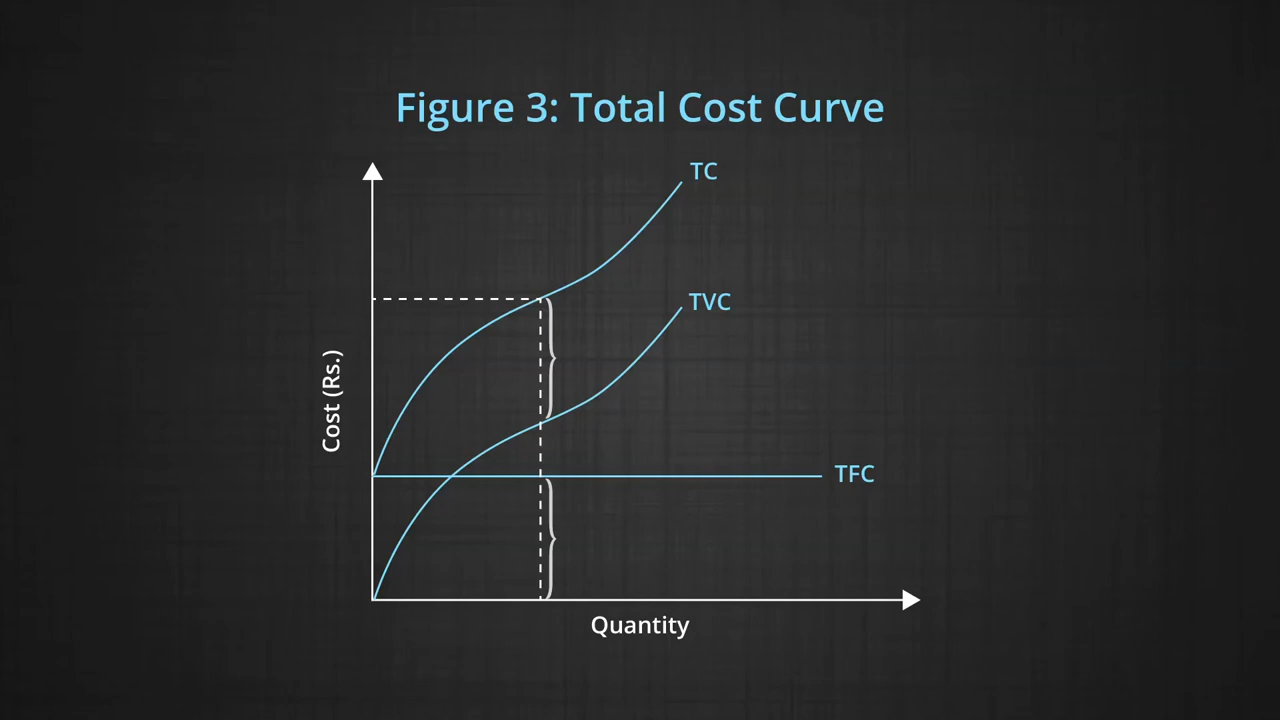 Figure 3: Total Cost Curve
TC
TVC
Cost (Rs.)
TFC
Quantity